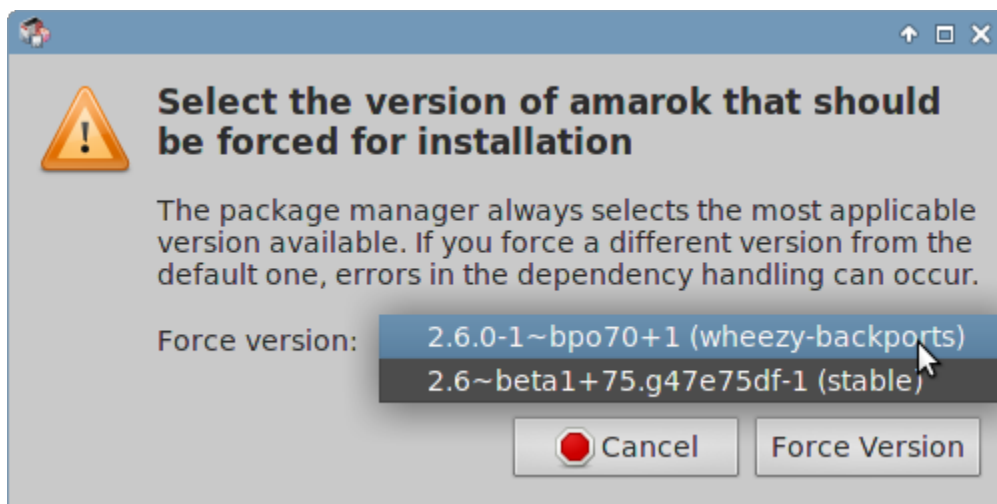 Select the version of amarok that should
be forced for installation
The package manager always selects the most applicable
version available. If you force a different version from the
default one, errors in the dependency handling can occur.
Force version:
2.6.0-1~bpo70+1 (wheezy-backports)
2.6~beta1+75.g47e75df-1 (stable)
Cancel
Force Version